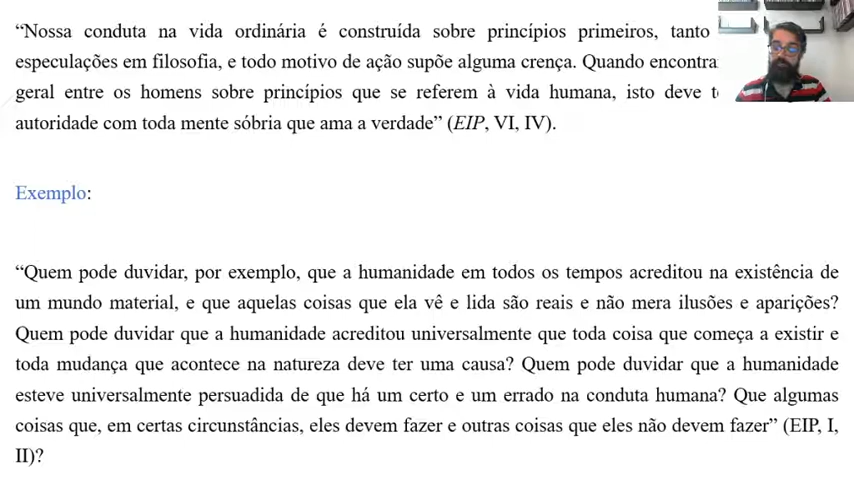 “Nossa conduta na vida ordinária é construída sobre princípios primeiros, tanto
especulações em filosofia, e todo motivo de ação supõe alguma crença. Quando
geral entre os homens sobre princípios que se referem à vida humana, isto deve
autoridade com toda mente sóbria que ama a verdade” (EIP, VI, IV).
Exemplo:
“Quem pode duvidar, por exemplo, que a humanidade em todos os tempos acreditou na existência de
um mundo material, e que aquelas coisas que ela vê e lida são reais e não mera ilusões e aparições?
Quem pode duvidar que a humanidade acreditou universalmente que toda coisa que começa a existir e
toda mudança que acontece na natureza deve ter uma causa? Quem pode duvidar que a humanidade
esteve universalmente persuadida de que há um certo e um errado na conduta humana? Que algumas
coisas que, em certas circunstâncias, eles devem fazer e outras coisas que eles não devem fazer” (EIP, I,
II)?